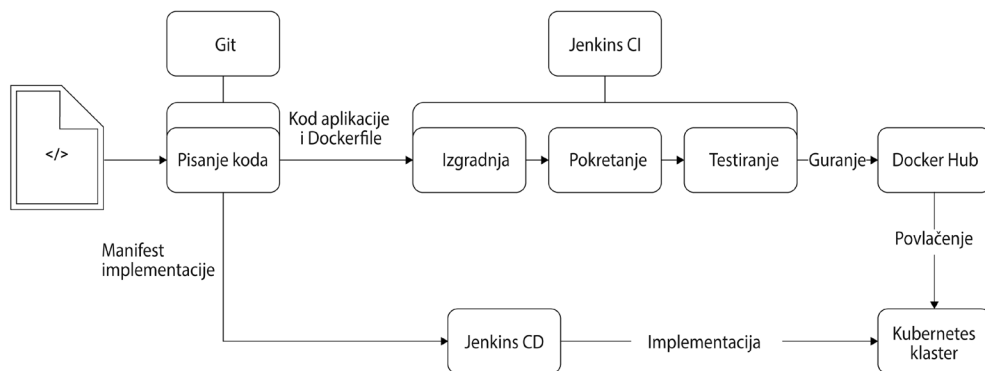 Git
Jenkins CI
</>
Kod aplikacije
i Dockerfile
Pisanje koda
Izgradnja
Pokretanje
Testiranje
Guranje
Docker Hub
Manifest
implementacije
Povlačenje
Jenkins CD
Implementacija
Kubernetes
klaster